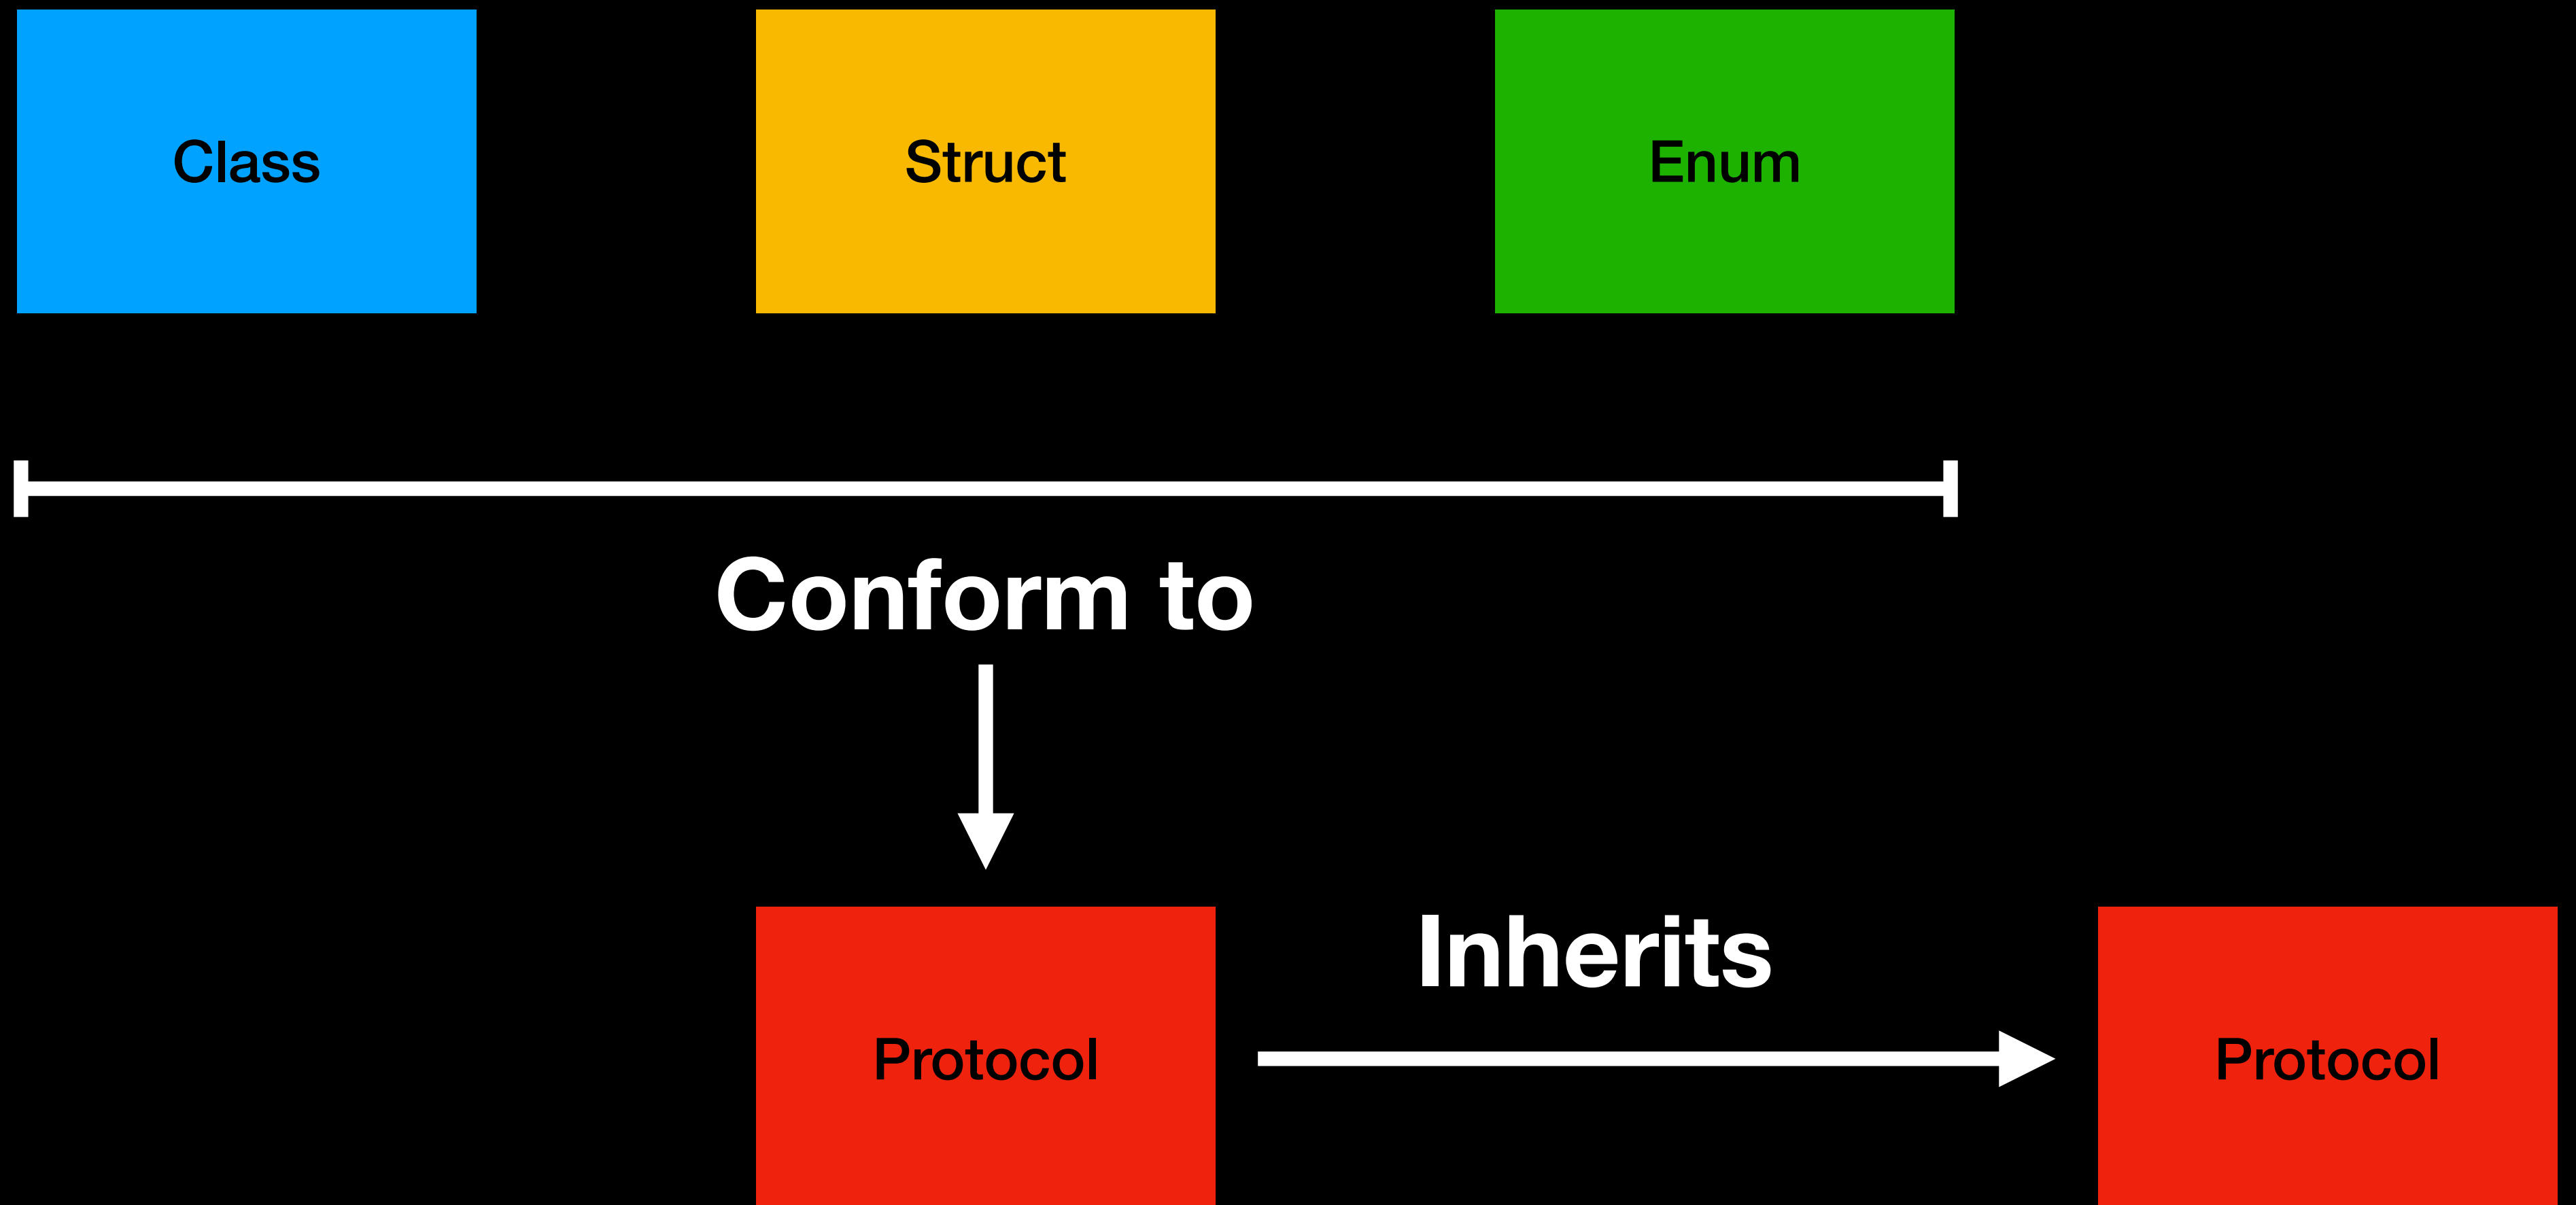 Class
Struct
Enum
Conform to
Inherits
Protocol
Protocol